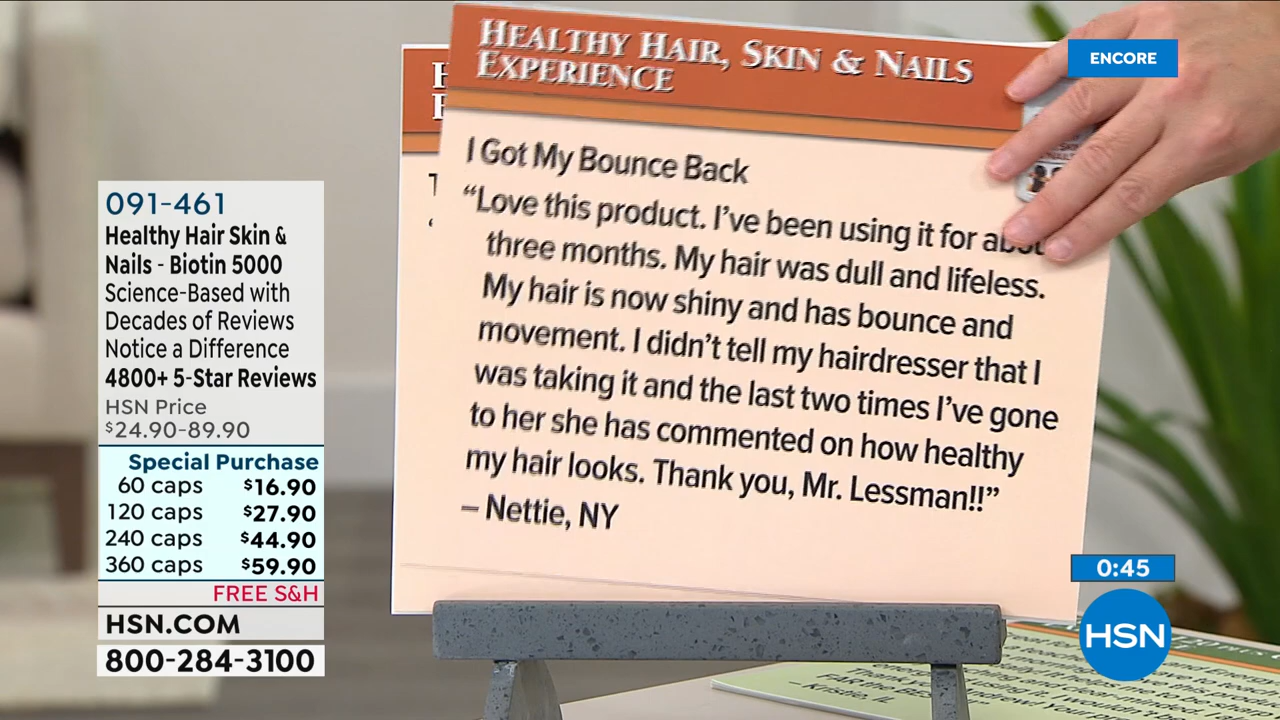 ENCORE
HEALTHY HAIR, SKIN & NAILS
EXPERIENCE
I Got My Bounce Back
“Love this product. I’ve been using it for about
three months. My hair was dull and lifeless.
My hair is now shiny and has bounce and
movement. I didn’t tell my hairdresser that I
was taking it and the last two times I’ve gone
to her she has commented on how healthy
my hair looks. Thank you, Mr. Lessman!!”
– Nettie, NY
091-461
Healthy Hair Skin &
Nails - Biotin 5000
Science-Based with
Decades of Reviews
Notice a Difference
4800+ 5-Star Reviews
HSN Price
$24.90-89.90
Special Purchase
60 caps $16.90
120 caps $27.90
240 caps $44.90
360 caps $59.90
FREE S&H
HSN.COM
800-284-3100
0:45
HSN